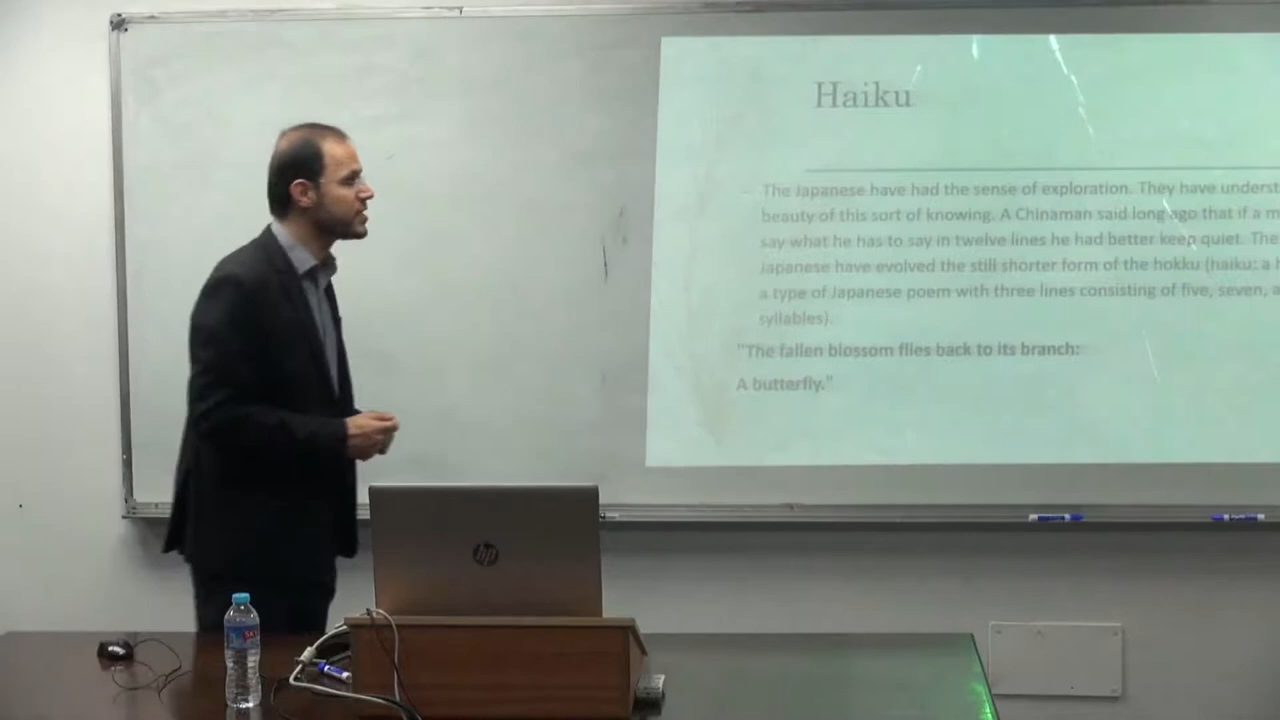 Haiku
The Japanese have had the sense of exploration. They have underst
beauty of this sort of knowing. A Chinaman said long ago that if a m
say what he has to say in twelve lines he had better keep quiet. The
Japanese have evolved the still shorter form of the hokku (haiku: a h
a type of Japanese poem with three lines consisting of five, seven, a
syllables).
"The fallen blossom flies back to its branch:
A butterfly."
hp